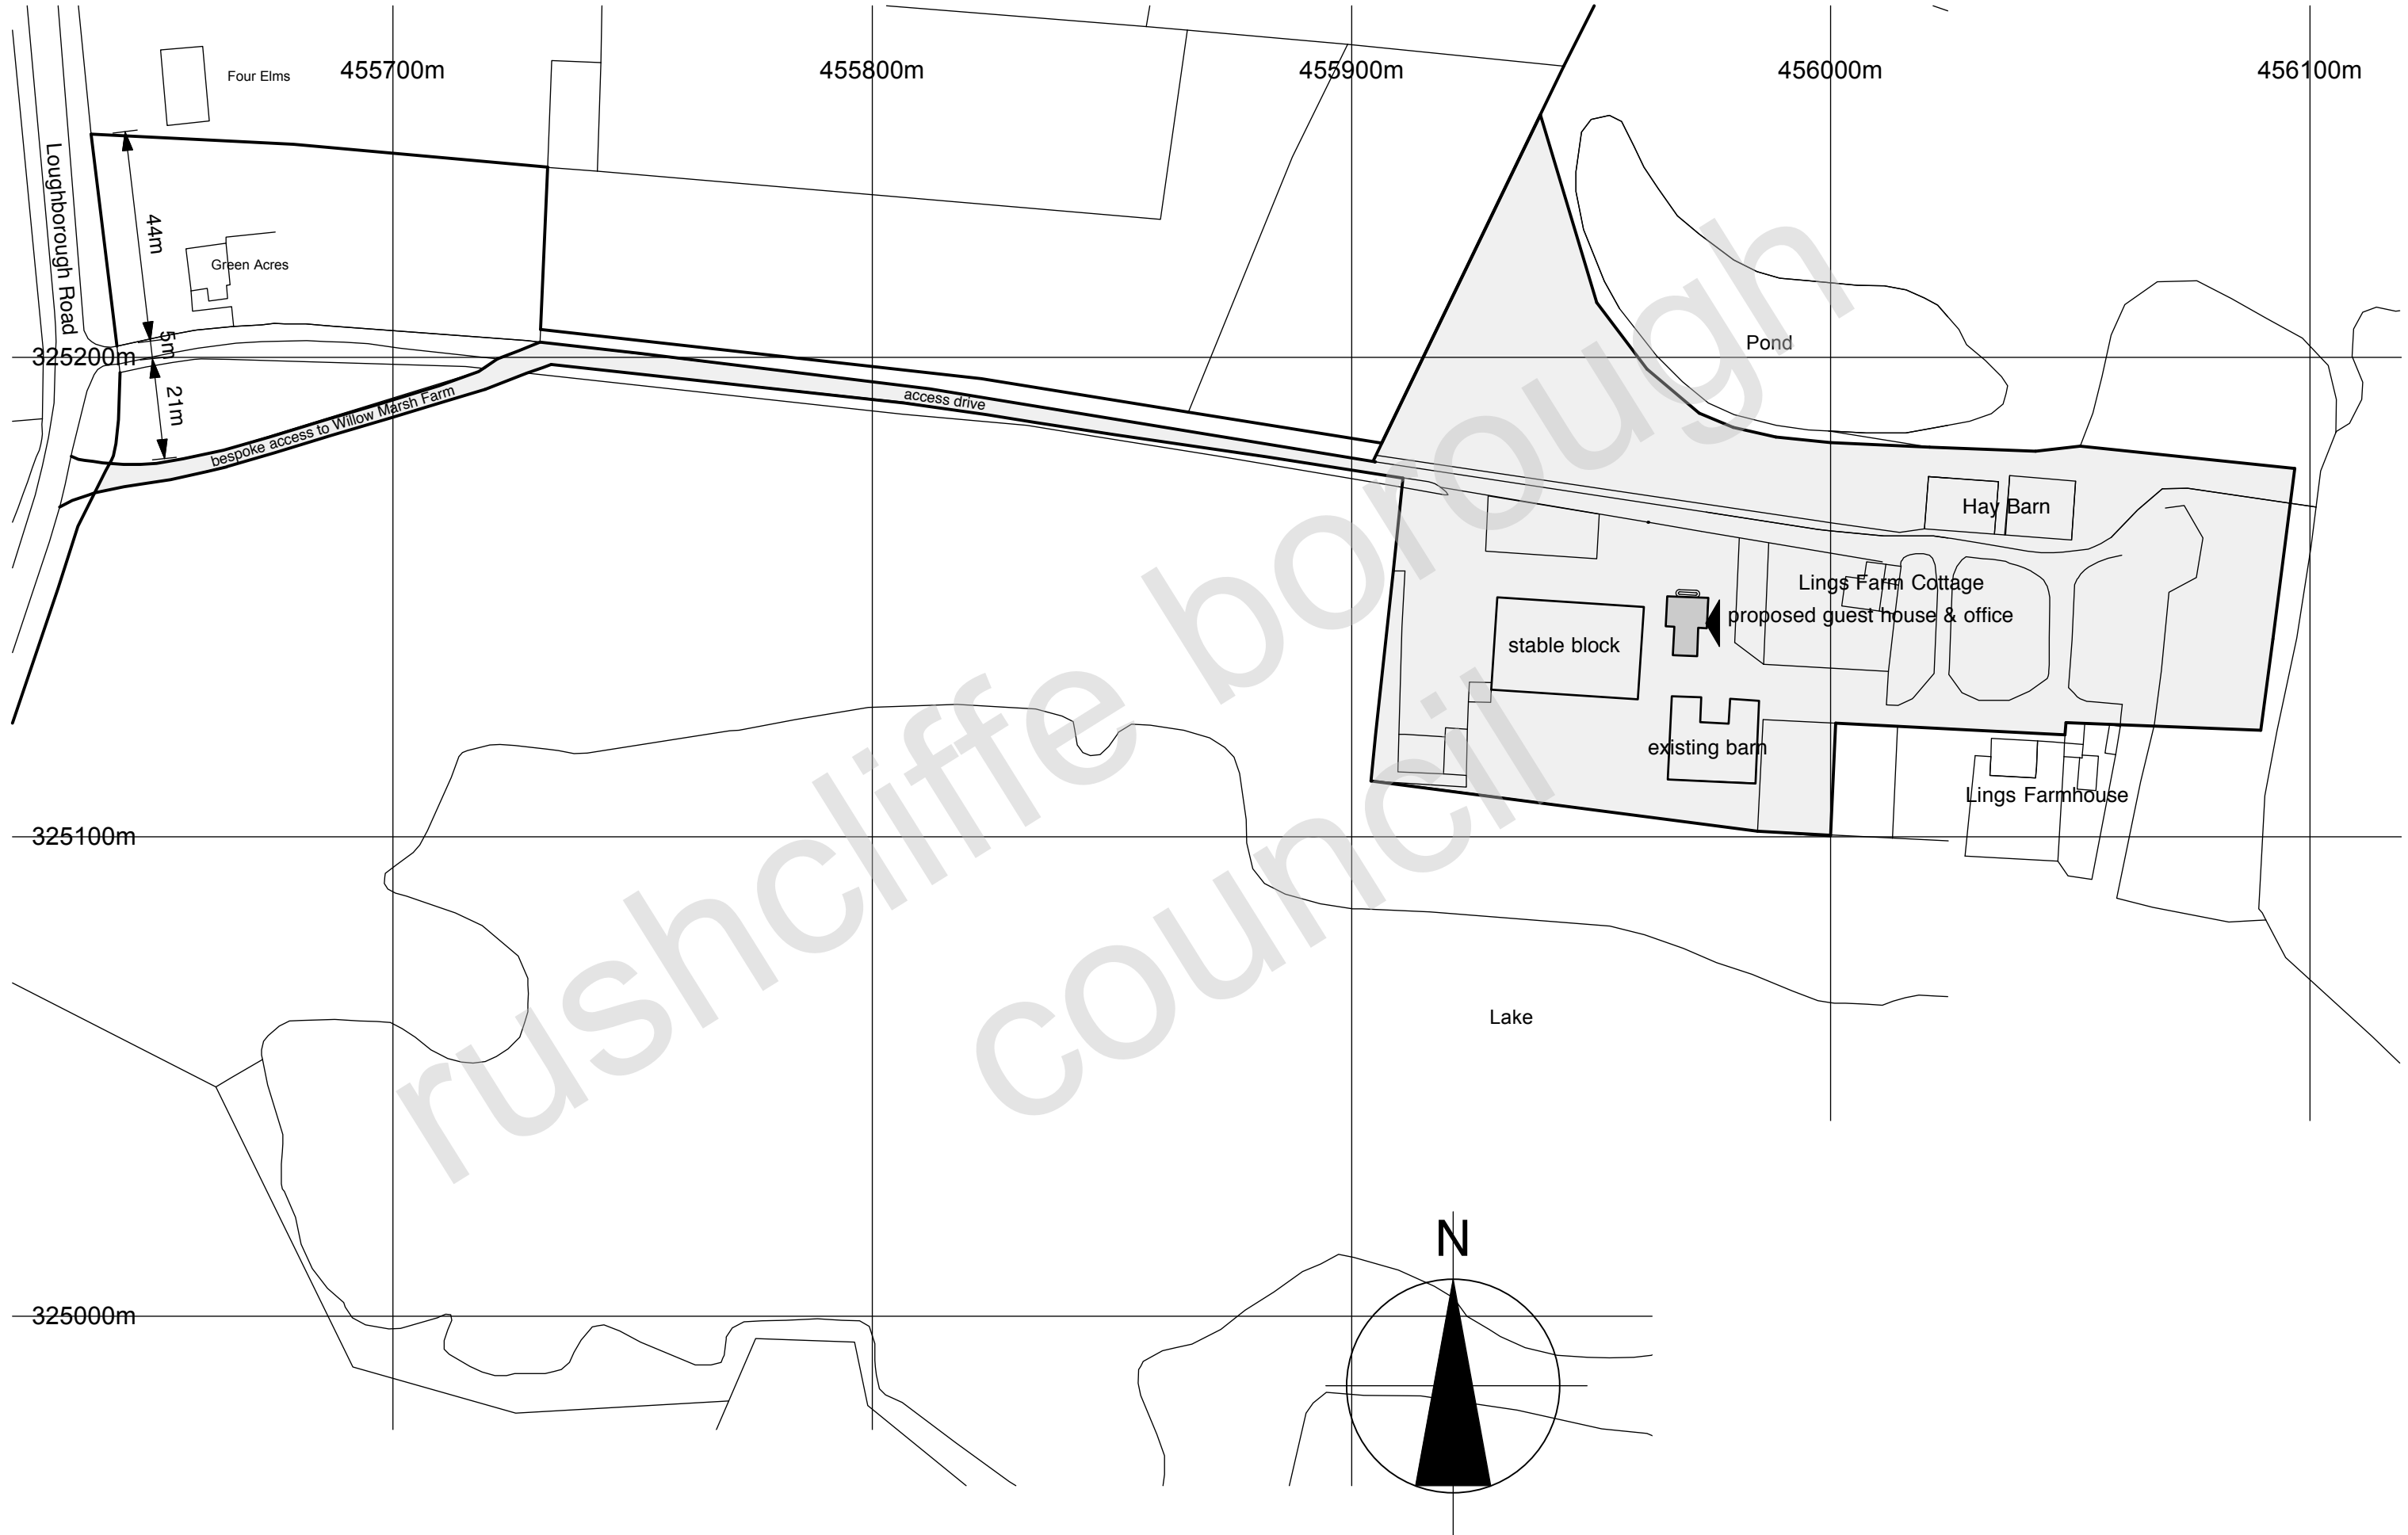 Four Elms
455700m
455800m
455900m
456000m
456100m
Loughborough Road
44m
Green Acres
5m
325200m
21m
bespoke access to Willow Marsh Farm
access drive
Pond
Hay Barn
Lings Farm Cottage
proposed guest house & office
stable block
existing barn
Lings Farmhouse
325100m
rushcliffe borough
council
Lake
N
325000m